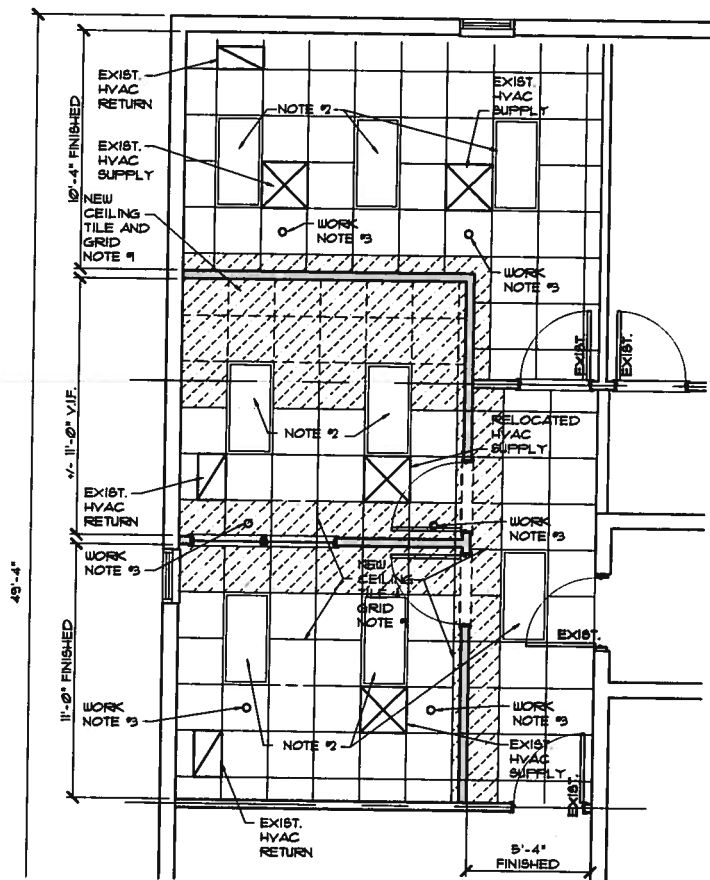 EXIST.
HVAC
RETURN
NOTE #2
EXIST.
HVAC
SUPPLY
EXIST.
HVAC
SUPPLY
10'-4" FINISHED
NEW
CEILING
TILE AND
GRID
NOTE #1
WORK
NOTE #3
WORK
NOTE #3
EXIST.
EXIST.
+/- 11'-0" V.I.F.
NOTE #2
RELOCATED
HVAC
SUPPLY
EXIST.
HVAC
RETURN
WORK
NOTE #3
WORK
NOTE #3
49'-4"
NEW
CEILING
TILE &
GRID
NOTE #1
EXIST.
11'-0" FINISHED
WORK
NOTE #3
WORK
NOTE #3
NOTE #2
EXIST
HVAC
SUPPLY
EXIST.
EXIST.
HVAC
RETURN
5'-4"
FINISHED